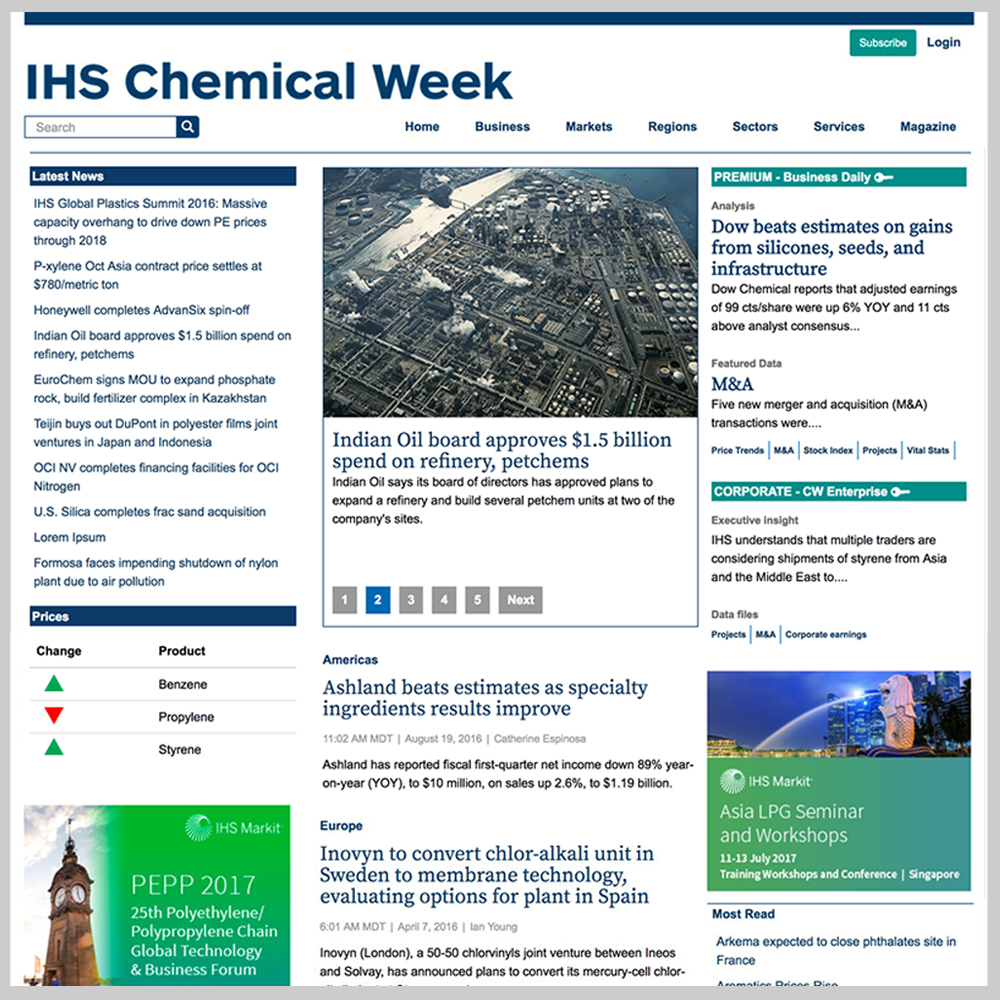 Subscribe
Login
IHS Chemical Week
Search
Home Business Markets Regions Sectors Services Magazine
Latest News
IHS Global Plastics Summit 2016: Massive
capacity overhang to drive down PE prices
through 2018
P-xylene Oct Asia contract price settles at
$780/metric ton
Honeywell completes AdvanSix spin-off
Indian Oil board approves $1.5 billion spend on
refinery, petchems
EuroChem signs MOU to expand phosphate
rock, build fertilizer complex in Kazakhstan
Teijin buys out DuPont in polyester films joint
ventures in Japan and Indonesia
OCI NV completes financing facilities for OCI
Nitrogen
U.S. Silica completes frac sand acquisition
Lorem Ipsum
Formosa faces impending shutdown of nylon
plant due to air pollution
Prices
Change Product
Benzene
Propylene
Styrene
IHS Markit
PEPP 2017
25th Polyethylene/
Polypropylene Chain
Global Technology
& Business Forum
Indian Oil board approves $1.5 billion
spend on refinery, petchems
Indian Oil says its board of directors has approved plans to
expand a refinery and build several petchem units at two of the
company's sites.
1 2 3 4 5 Next
Americas
Ashland beats estimates as specialty
ingredients results improve
11:02 AM MDT | August 19, 2016 | Catherine Espinosa
Ashland has reported fiscal first-quarter net income down 89% year-
on-year (YOY), to $10 million, on sales up 2.6%, to $1.19 billion.
Europe
Inovyn to convert chlor-alkali unit in
Sweden to membrane technology,
evaluating options for plant in Spain
6:01 AM MDT | April 7, 2016 | Ian Young
Inovyn (London), a 50-50 chlorvinyls joint venture between Ineos
and Solvay, has announced plans to convert its mercury-cell chlor-
PREMIUM - Business Daily
Analysis
Dow beats estimates on gains
from silicones, seeds, and
infrastructure
Dow Chemical reports that adjusted earnings
of 99 cts/share were up 6% YOY and 11 cts
above analyst consensus...
Featured Data
M&A
Five new merger and acquisition (M&A)
transactions were....
Price Trends | M&A | Stock Index | Projects | Vital Stats |
CORPORATE - CW Enterprise
Executive insight
IHS understands that multiple traders are
considering shipments of styrene from Asia
and the Middle East to....
Data files
Projects | M&A | Corporate earnings
IHS Markit
Asia LPG Seminar
and Workshops
11-13 July 2017
Training Workshops and Conference | Singapore
Most Read
Arkema expected to close phthalates site in
France
Aromatics Prices Rise